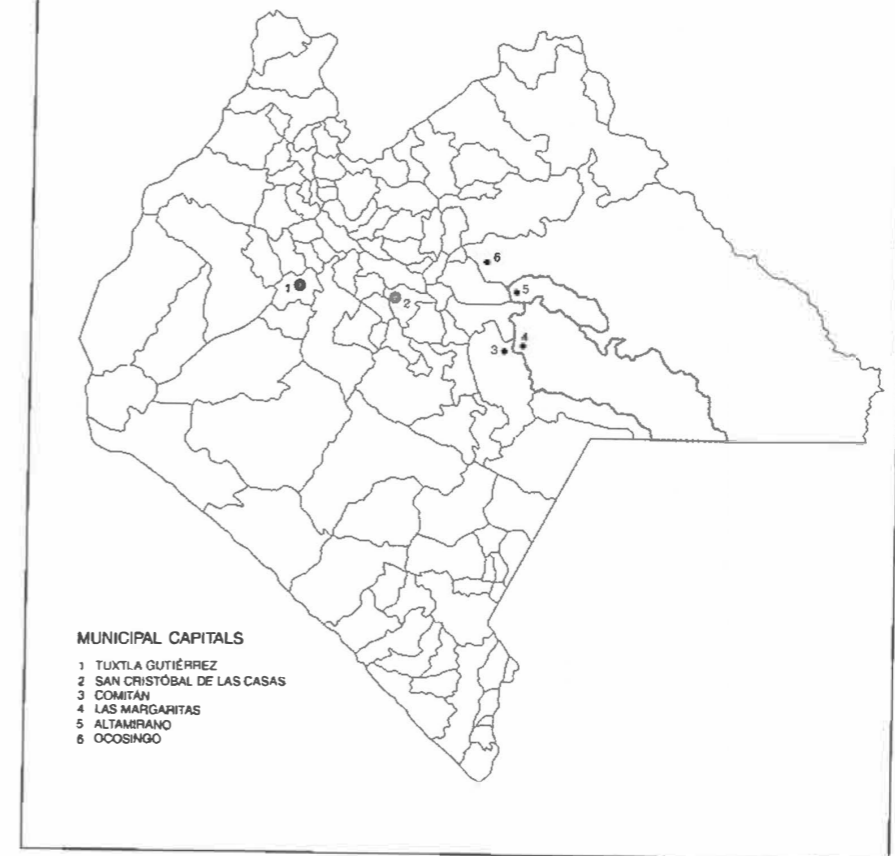 1
2
3
4
5
6
MUNICIPAL CAPITALS
1 TUXTLA GUTIÉRREZ
2 SAN CRISTÓBAL DE LAS CASAS
3 COMITÁN
4 LAS MARGARITAS
5 ALTAMIRANO
6 OCOSINGO